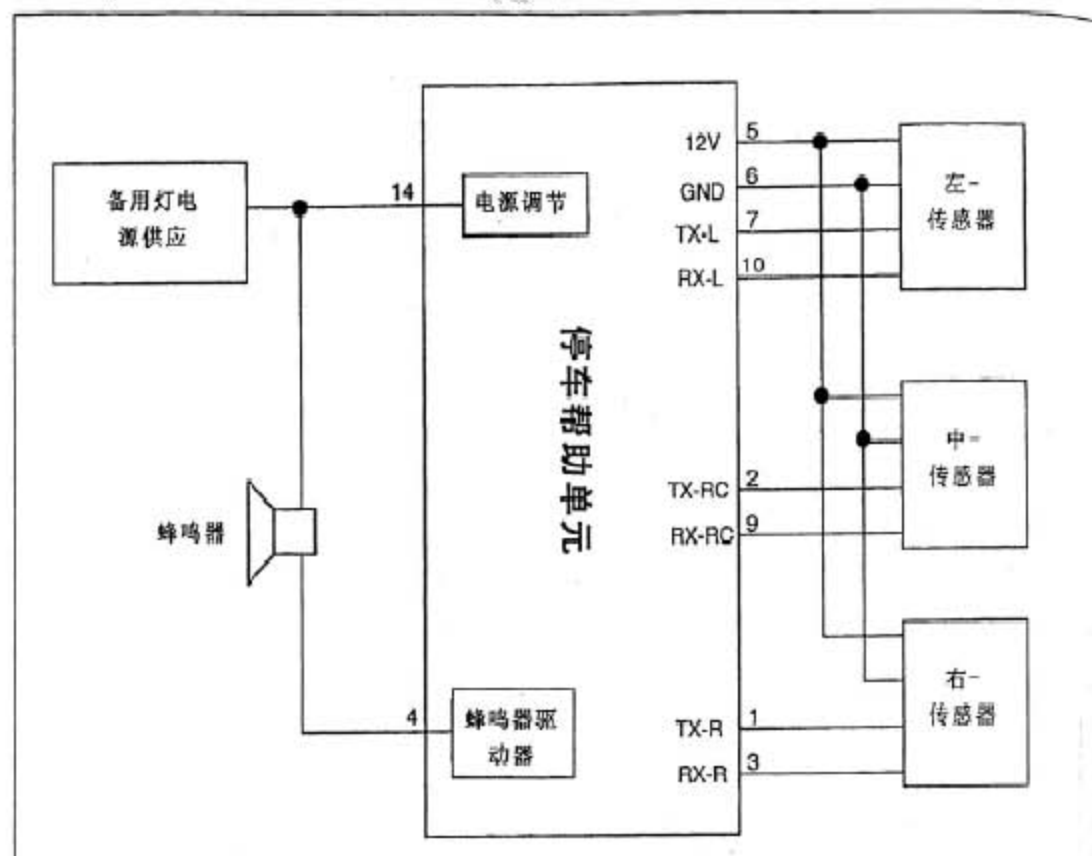 备用灯电
源供应
14
电源调节
12V
5
GND
6
TX·L
7
RX-L
10
左-
传感器
停车帮助单元
中=
传感器
TX-RC
2
RX-RC
9
蜂鸣器
4
蜂鸣器驱
动器
TX-R
1
RX-R
3
右-
传感器